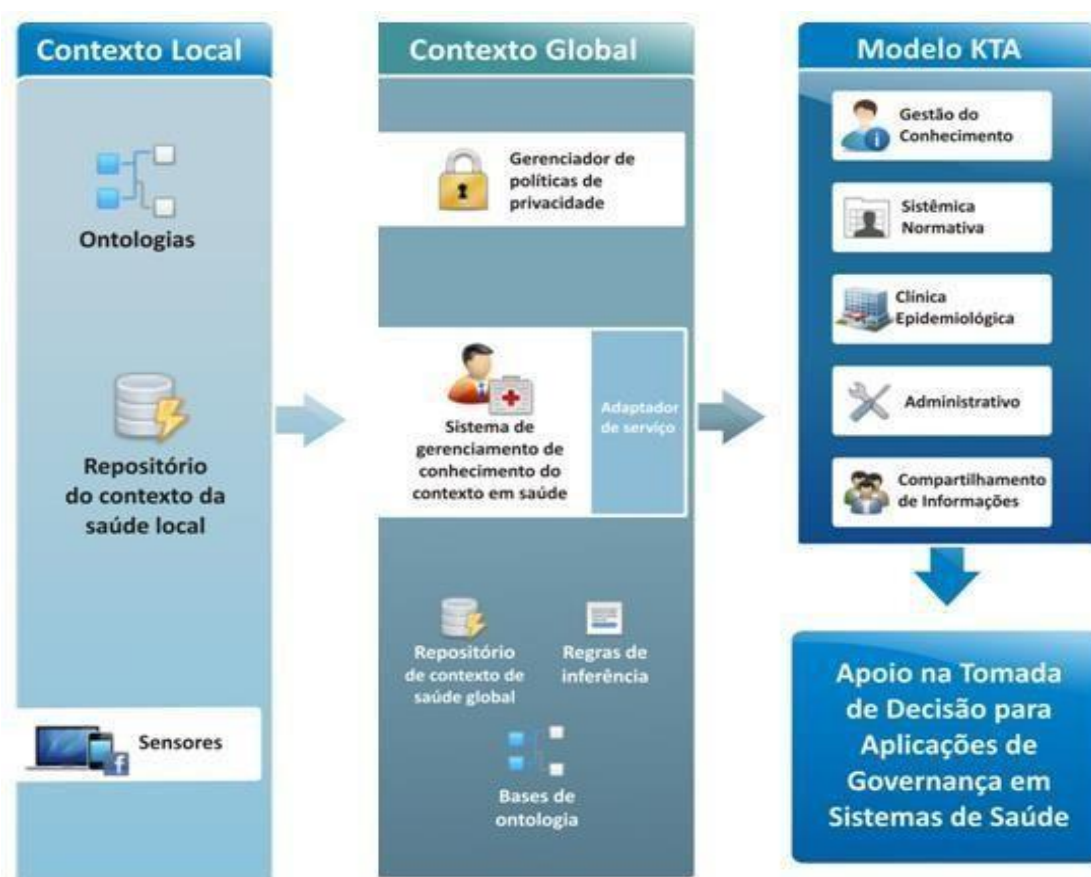 Contexto Local
Ontologias
Repositório
do contexto da
saúde local
Sensores
f
Contexto Global
1
Gerenciador de
políticas de
privacidade
Sistema de
gerenciamento de
conhecimento do
contexto em saúde
Adaptador
de serviço
Repositório
de contexto de
saúde global
Regras de
inferência
Bases de
ontologia
Modelo KTA
i
Gestão do
Conhecimento
Sistêmica
Normativa
Clínica
Epidemiológica
Administrativo
Compartilhamento
de Informações
Apoio na Tomada
de Decisão para
Aplicações de
Governança em
Sistemas de Saúde